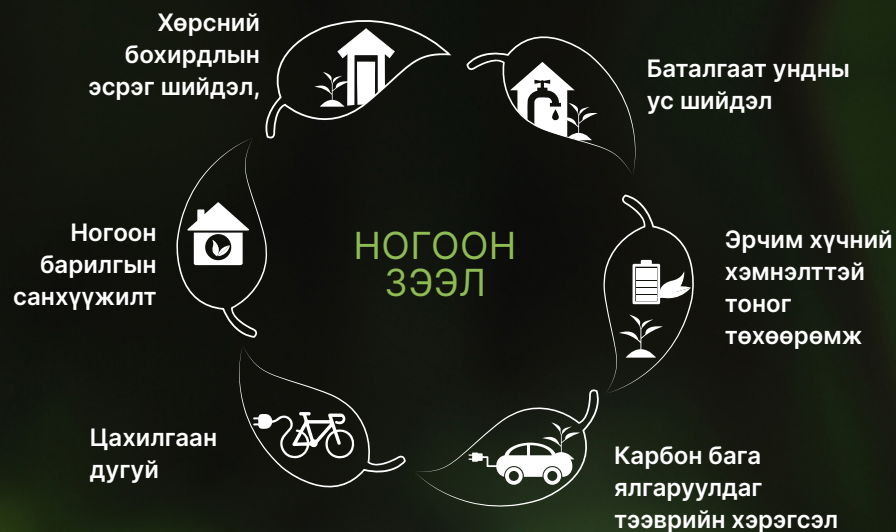 Хөрсний
бохирдлын
эсрэг шийдэл,
Баталгаат ундны
ус шийдэл
Ногоон
барилгын
санхүүжилт
НОГООН
ЗЭЭЛ
Эрчим хүчний
хэмнэлттэй
тоног
төхөөрөмж
Цахилгаан
дугуй
Карбон бага
ялгаруулдаг
тээврийн хэрэгсэл